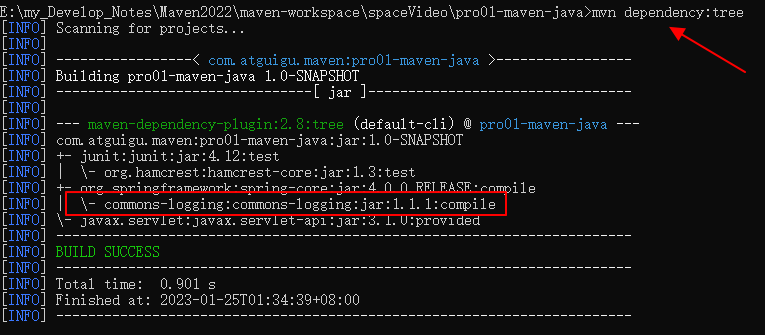 E:\my_Develop_Notes\Maven2022\maven-workspace\spaceVideo\pro01-maven-java>mvn dependency:tree
[INFO] Scanning for projects...
[INFO]
[INFO] -----------------< com.atguigu.maven:pro01-maven-java >-----------------
[INFO] Building pro01-maven-java 1.0-SNAPSHOT
[INFO] --------------------------------[ jar ]---------------------------------
[INFO]
[INFO] --- maven-dependency-plugin:2.8:tree (default-cli) @ pro01-maven-java ---
[INFO] com.atguigu.maven:pro01-maven-java:jar:1.0-SNAPSHOT
[INFO] +- junit:junit:jar:4.12:test
[INFO] |  \- org.hamcrest:hamcrest-core:jar:1.3:test
[INFO] +- org.springframework:spring-core:jar:4.0.0.RELEASE:compile
[INFO] |  \- commons-logging:commons-logging:jar:1.1.1:compile
[INFO] \- javax.servlet:javax.servlet-api:jar:3.1.0:provided
[INFO] ------------------------------------------------------------------------
[INFO] BUILD SUCCESS
[INFO] ------------------------------------------------------------------------
[INFO] Total time:  0.901 s
[INFO] Finished at: 2023-01-25T01:34:39+08:00
[INFO] ------------------------------------------------------------------------